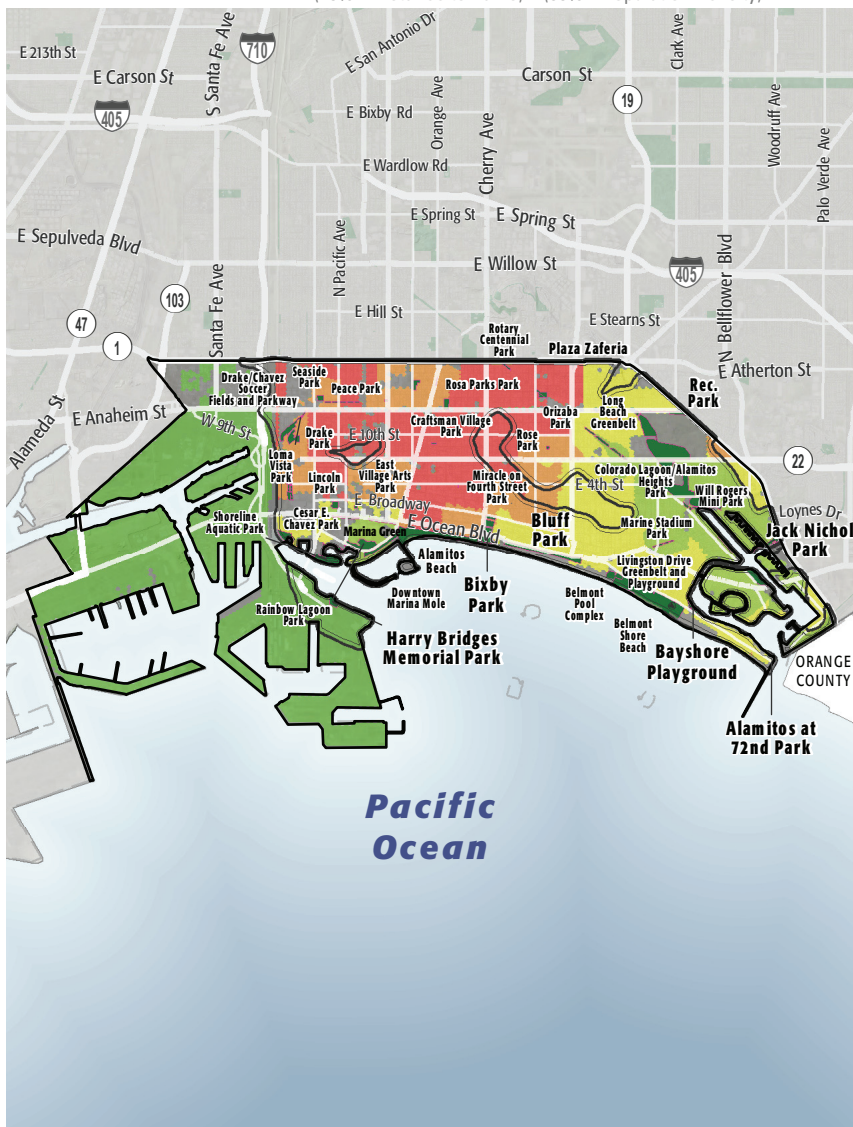 E 213th St
S Santa Fe Ave
710
E San Antonio Dr
Clark Ave
E Carson St
Carson St
405
19
Orange Ave
Woodruff Ave
E Bixby Rd
Cherry Ave
E Wardlow Rd
Palo Verde Ave
E Spring St
E Spring St
E Sepulveda Blvd
N Pacific Ave
E Willow St
405
N Bellflower Blvd
103
Santa Fe Ave
47
E Hill St
E Stearns St
1
Rotary
Centennial
Park
Plaza Zaferia
E Atherton St
Alameda St
E Anaheim St
Drake/Chavez
Soccer
Fields and Parkway
Seaside
Park
Peace Park
Rosa Parks Park
Rec.
Park
Long
Beach
Greenbelt
W 9th St
Drake
Park
E 10th St
Craftsman Village
Park
Orizaba
Park
Rose
Park
Loma
Vista
Park
Lincoln
Park
East
Village Arts
Park
Miracle on
Fourth Street
Park
E 4th St
Colorado Lagoon/Alamitos
Heights
Park
22
Will Rogers
Mini Park
Loynes Dr
Shoreline
Aquatic Park
Cesar E.
Chavez Park
E Broadway
E Ocean Blvd
Marina Green
Bluff
Park
Marine Stadium
Park
Jack Nichol
Park
Alamitos
Beach
Livingston Drive
Greenbelt and
Playground
Rainbow Lagoon
Park
Downtown
Marina Mole
Bixby
Park
Belmont
Pool
Complex
Belmont
Shore
Beach
Harry Bridges
Memorial Park
Bayshore
Playground
ORANGE
COUNTY
Alamitos at
72nd Park
Pacific
Ocean